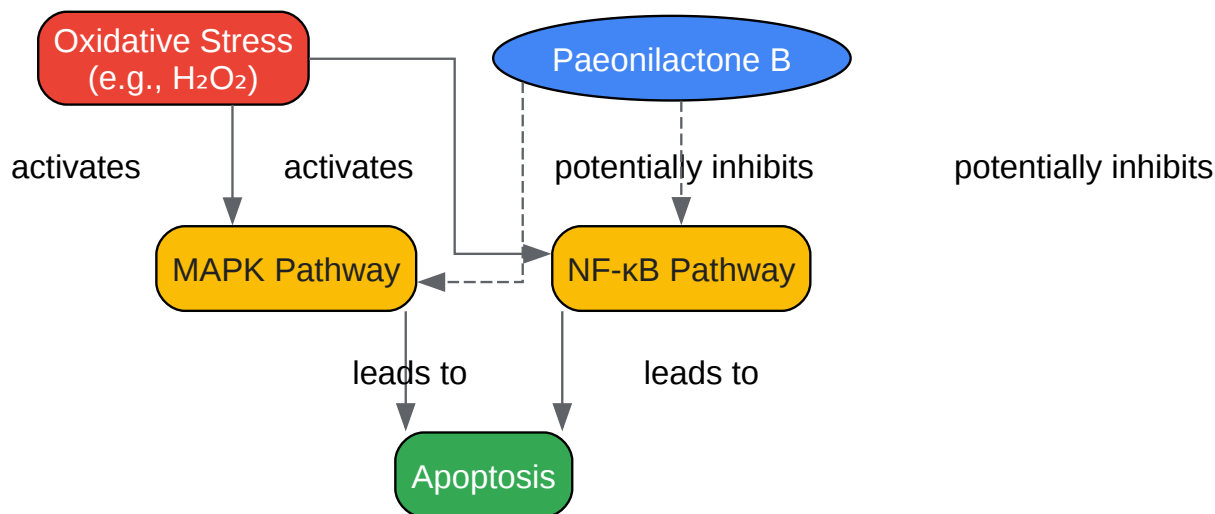 Oxidative Stress
(e.g., H₂O₂)
Paeonilactone B
activates
activates
potentially inhibits
potentially inhibits
MAPK Pathway
NF-κB Pathway
leads to
leads to
Apoptosis